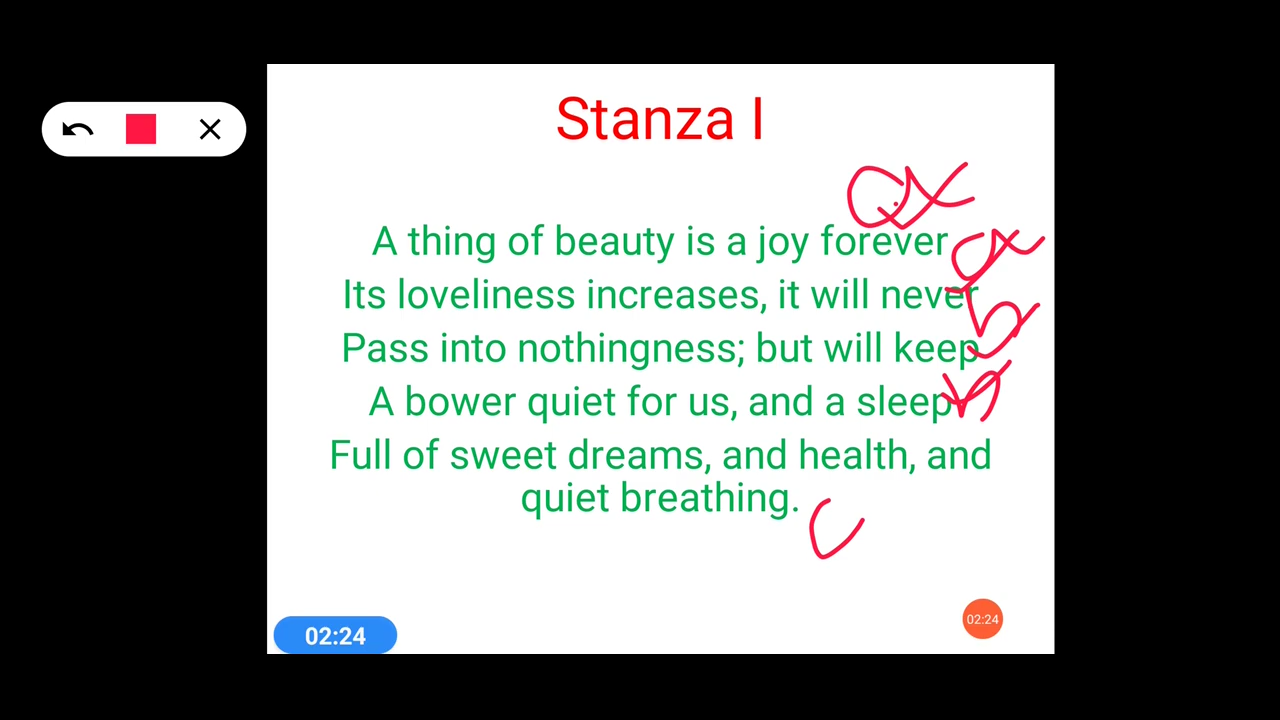 Stanza I
a
A thing of beauty is a joy forever
a
Its loveliness increases, it will never
b
Pass into nothingness; but will keep
b
A bower quiet for us, and a sleep
Full of sweet dreams, and health, and
quiet breathing.
c
02:24
02:24